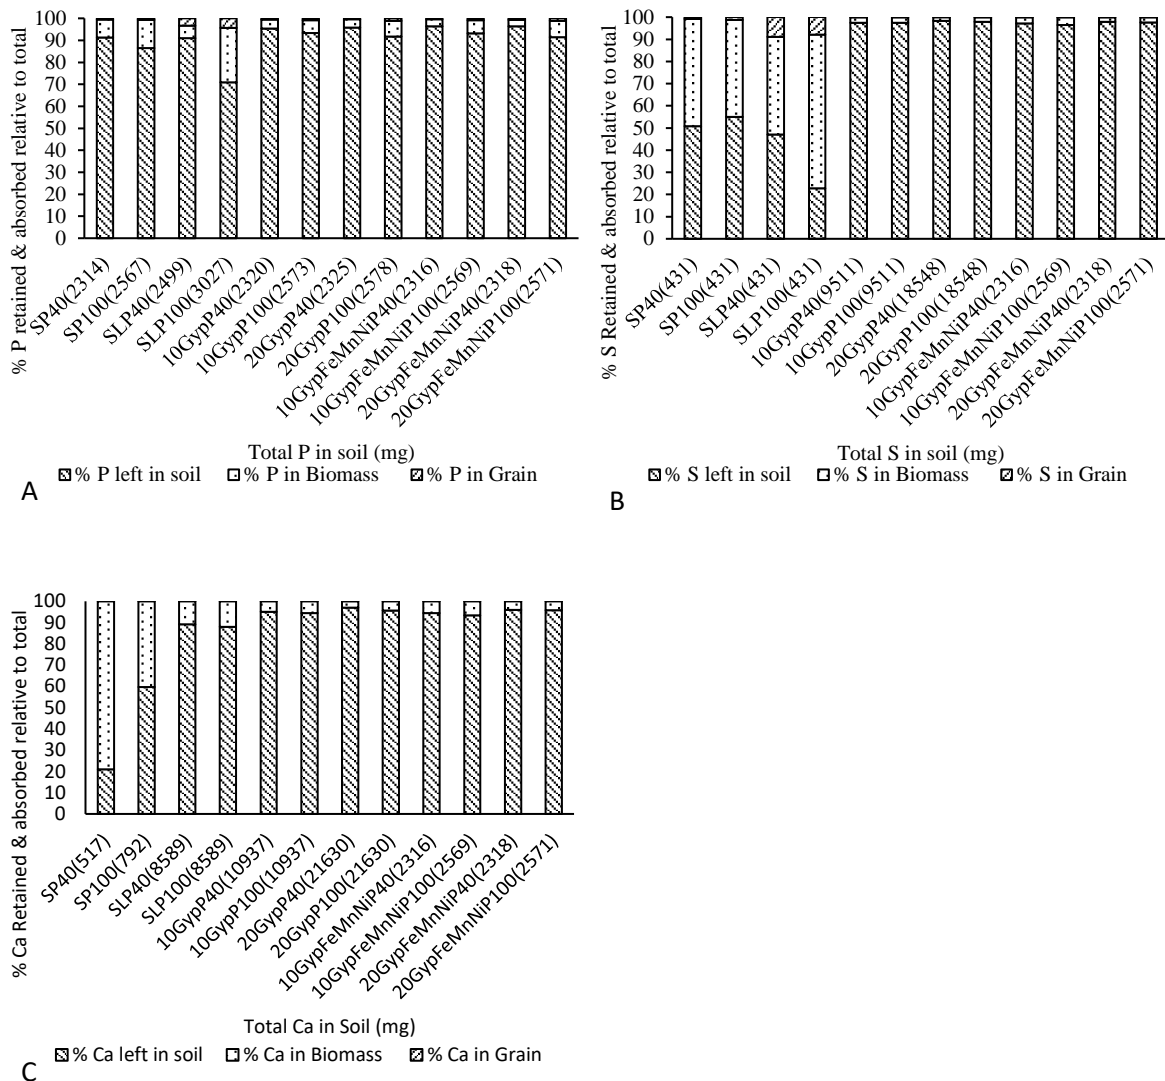 % P retained & absorbed relative to total
100
90
80
70
60
50
40
30
20
10
0
SP40(2314)
SP100(2567)
SLP40(2499)
SLP100(3027)
10GypP40(2320)
10GypP100(2573)
20GypP40(2325)
20GypP100(2578)
10GypFeMnNiP40(2316)
10GypFeMnNiP100(2569)
20GypFeMnNiP40(2318)
20GypFeMnNiP100(2571)
Total P in soil (mg)
% P left in soil % P in Biomass % P in Grain
A
% S Retained & absorbed relative to total
100
90
80
70
60
50
40
30
20
10
0
SP40(431)
SP100(431)
SLP40(431)
SLP100(431)
10GypP40(9511)
10GypP100(9511)
20GypP40(18548)
20GypP100(18548)
10GypFeMnNiP40(2316)
10GypFeMnNiP100(2569)
20GypFeMnNiP40(2318)
20GypFeMnNiP100(2571)
Total S in soil (mg)
% S left in soil % S in Biomass % S in Grain
B
% Ca Retained & absorbed relative to total
100
90
80
70
60
50
40
30
20
10
0
SP40(517)
SP100(792)
SLP40(8589)
SLP100(8589)
10GypP40(10937)
10GypP100(10937)
20GypP40(21630)
20GypP100(21630)
10GypFeMnNiP40(2316)
10GypFeMnNiP100(2569)
20GypFeMnNiP40(2318)
20GypFeMnNiP100(2571)
Total Ca in Soil (mg)
% Ca left in soil % Ca in Biomass % Ca in Grain
C